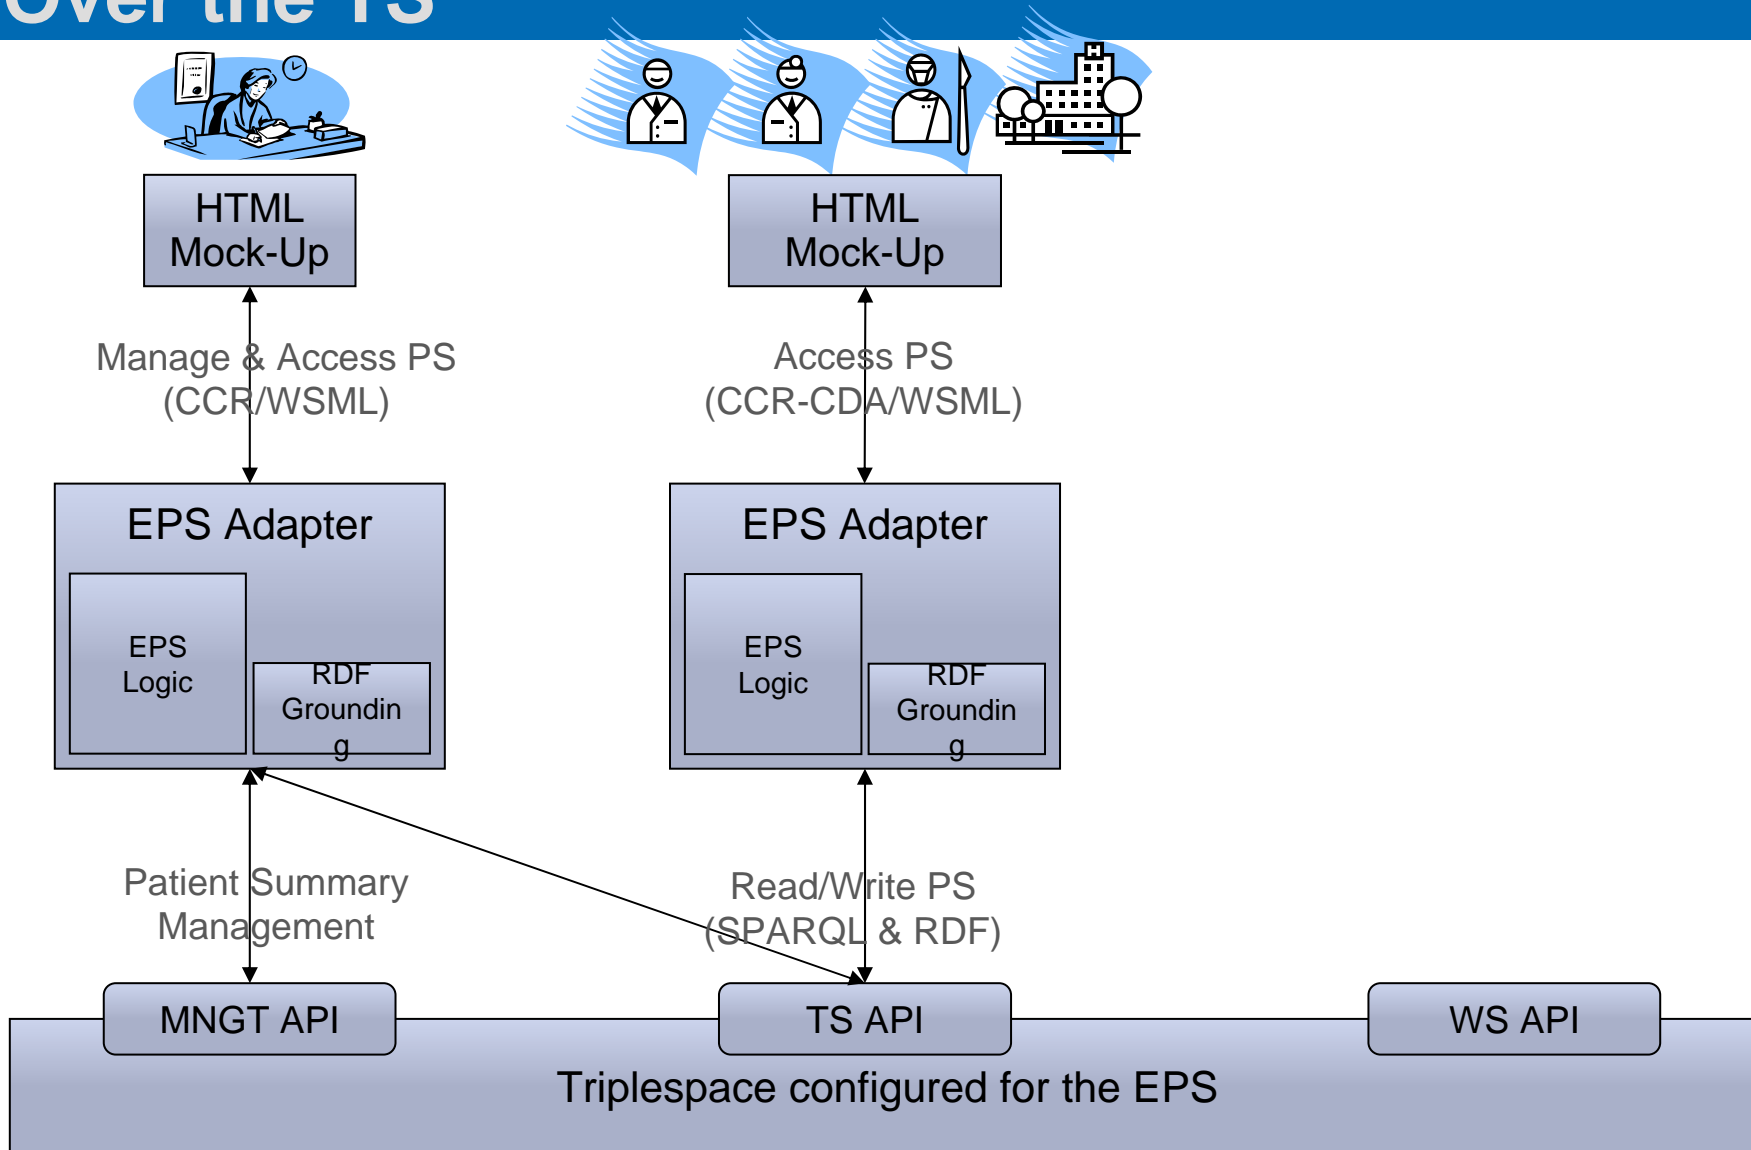 Over the TS
HTML
Mock-Up
HTML
Mock-Up
Manage & Access PS
(CCR/WSML)
Access PS
(CCR-CDA/WSML)
EPS Adapter
EPS
Logic
RDF
Groundin
g
EPS Adapter
EPS
Logic
RDF
Groundin
g
Patient Summary
Management
Read/Write PS
(SPARQL & RDF)
MNGT API
TS API
WS API
Triplespace configured for the EPS